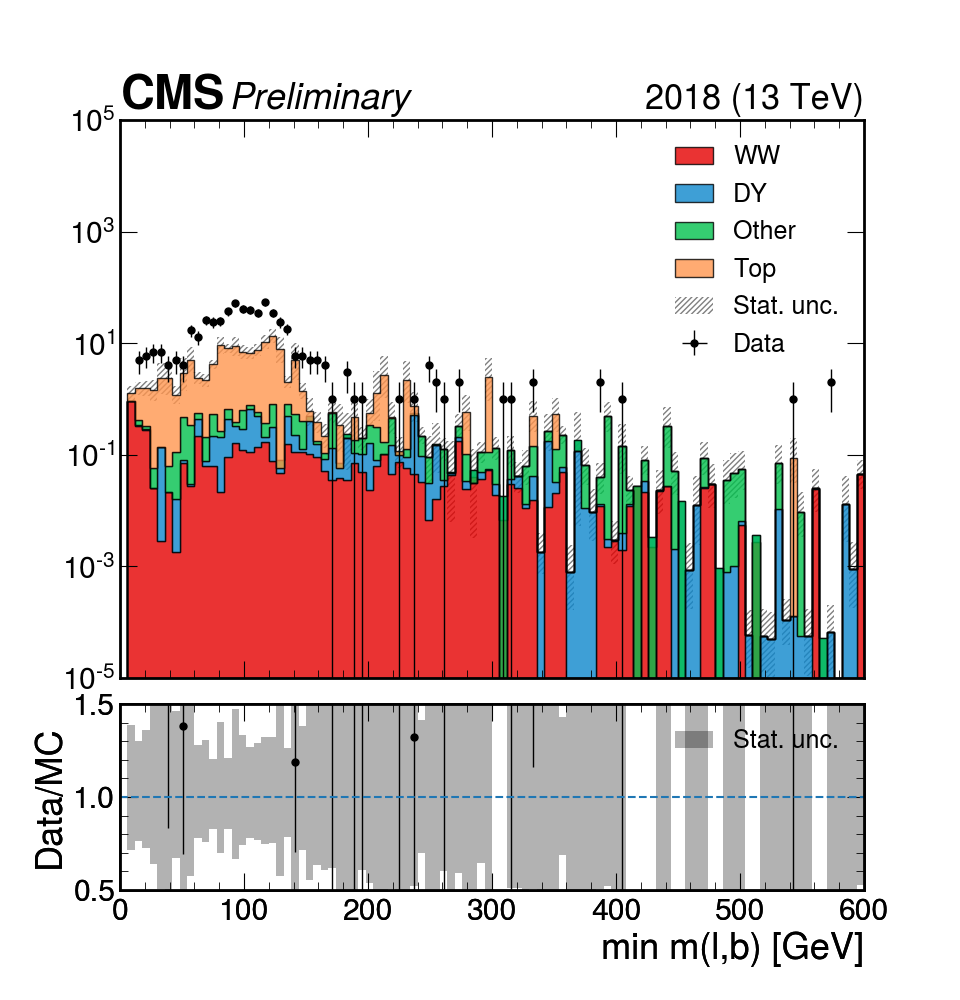 CMS Preliminary 2018 (13 TeV)
10^5
10^3
10^1
10^-1
10^-3
10^-5
WW
DY
Other
Top
Stat. unc.
Data
1.5
1.0
0.5
Data/MC
Stat. unc.
0 100 200 300 400 500 600
min m(l,b) [GeV]